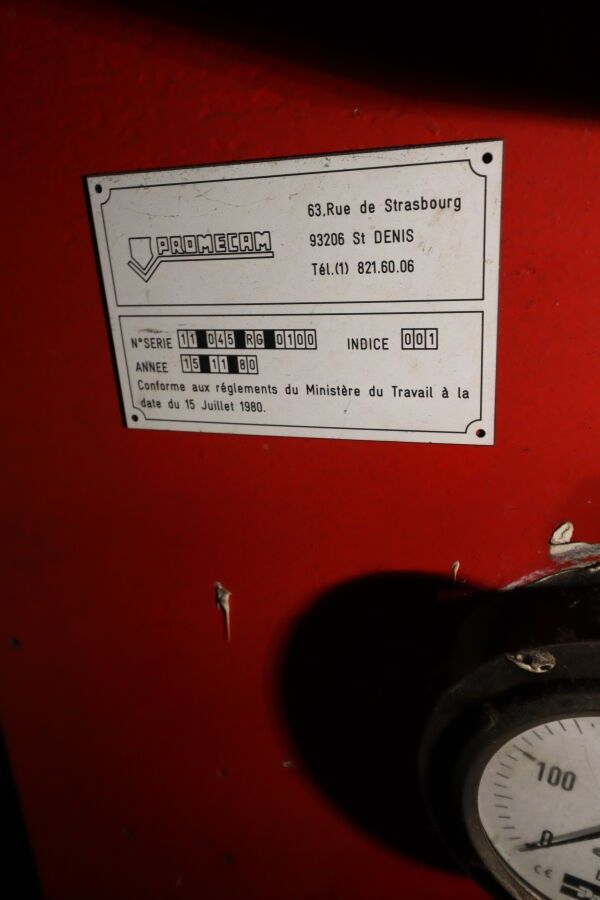 PROMECAM
63,Rue de Strasbourg
93206 St DENIS
Tél.(1) 821.60.06
N°SERIE 11 045 RG 0100 INDICE 001
ANNEE 15 11 80
Conforme aux réglements du Ministère du Travail à la
date du 15 Juillet 1980.
100
0
CE